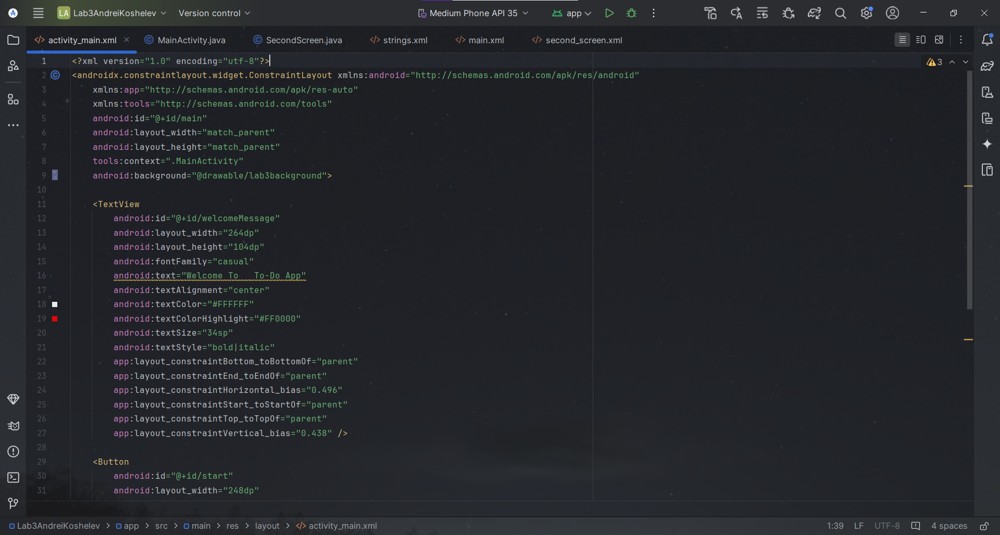 LA Lab3AndreiKoshelev Version control Medium Phone API 35 app
activity_main.xml MainActivity.java SecondScreen.java strings.xml main.xml second_screen.xml
1 <?xml version="1.0" encoding="utf-8"?> 3
2 <androidx.constraintlayout.widget.ConstraintLayout xmlns:android="http://schemas.android.com/apk/res/android"
3 xmlns:app="http://schemas.android.com/apk/res-auto"
4 xmlns:tools="http://schemas.android.com/tools"
5 android:id="@+id/main"
6 android:layout_width="match_parent"
7 android:layout_height="match_parent"
8 tools:context=".MainActivity"
9 android:background="@drawable/lab3background">
10
11 <TextView
12 android:id="@+id/welcomeMessage"
13 android:layout_width="264dp"
14 android:layout_height="104dp"
15 android:fontFamily="casual"
16 android:text="Welcome To   To-Do App"
17 android:textAlignment="center"
18 android:textColor="#FFFFFF"
19 android:textColorHighlight="#FF0000"
20 android:textSize="34sp"
21 android:textStyle="bold|italic"
22 app:layout_constraintBottom_toBottomOf="parent"
23 app:layout_constraintEnd_toEndOf="parent"
24 app:layout_constraintHorizontal_bias="0.496"
25 app:layout_constraintStart_toStartOf="parent"
26 app:layout_constraintTop_toTopOf="parent"
27 app:layout_constraintVertical_bias="0.438" />
28
29 <Button
30 android:id="@+id/start"
31 android:layout_width="248dp"
Lab3AndreiKoshelev > app > src > main > res > layout > activity_main.xml 1:39 LF UTF-8 4 spaces